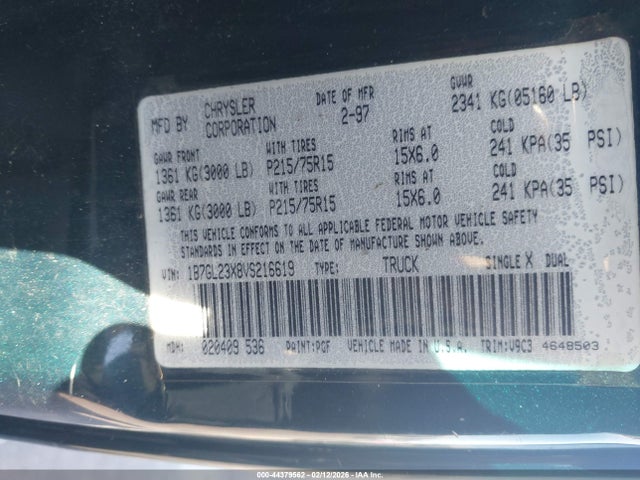 MFD BY CHRYSLER CORPORATION DATE OF MFR 2-97 GVWR 2341 KG(05160 LB)
GAWR FRONT WITH TIRES RIMS AT COLD
1361 KG(3000 LB) P215/75R15 15X6.0 241 KPA(35 PSI)
GAWR REAR WITH TIRES RIMS AT COLD
1361 KG(3000 LB) P215/75R15 15X6.0 241 KPA(35 PSI)
THIS VEHICLE CONFORMS TO ALL APPLICABLE FEDERAL MOTOR VEHICLE SAFETY
STANDARDS IN EFFECT ON THE DATE OF MANUFACTURE SHOWN ABOVE.
VIN: 1B7GL23X8VS216619 TYPE: TRUCK SINGLE X DUAL
MDH: 020409 536 PAINT:PGF VEHICLE MADE IN U.S.A. TRIM:V9C3 4648503
000-44379562 - 02/12/2026 - IAA Inc.